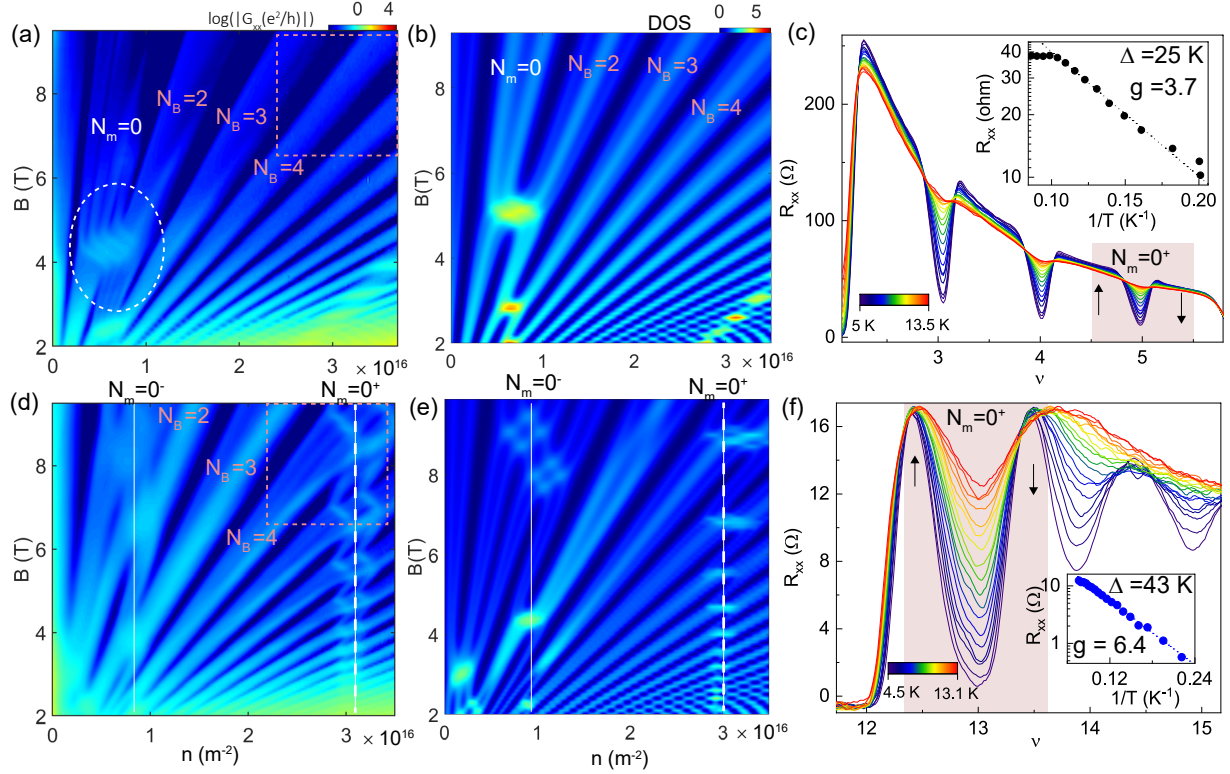 (a)
log(|G_xx(e²/h)|)
0 4
B (T)
8
6
4
2
N_m=0
N_B=2
N_B=3
N_B=4
0 1 2 3 × 10^16
(b)
DOS
0 5
B(T)
8
6
4
2
N_m=0
N_B=2
N_B=3
N_B=4
0 1 2 3 × 10^16
(c)
R_xx (Ω)
200
100
0
3 4 5
ν
5 K 13.5 K
N_m=0⁺
R_xx (ohm)
40
30
10
Δ = 25 K
g =3.7
0.10 0.15 0.20
1/T (K⁻¹)
(d)
N_m=0⁻
N_m=0⁺
B (T)
8
6
4
2
N_B=2
N_B=3
N_B=4
0 1 2 3 × 10^16
n (m⁻²)
(e)
N_m=0⁻
N_m=0⁺
B(T)
8
6
4
2
0 1 2 3 × 10^16
n (m⁻²)
(f)
R_xx (Ω)
16
12
8
4
0
12 13 14 15
ν
N_m=0⁺
4.5 K 13.1 K
R_xx (Ω)
10
1
Δ =43 K
g = 6.4
0.12 0.24
1/T (K⁻¹)